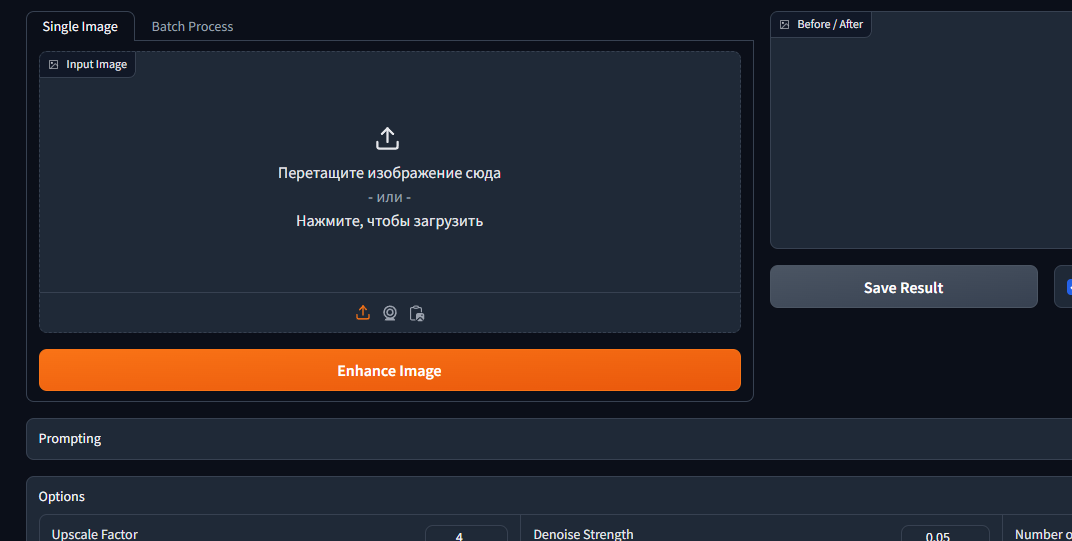 Single Image
Batch Process
Input Image
Перетащите изображение сюда
- или -
Нажмите, чтобы загрузить
Enhance Image
Before / After
Save Result
Prompting
Options
Upscale Factor
4
Denoise Strength
0.05
Number